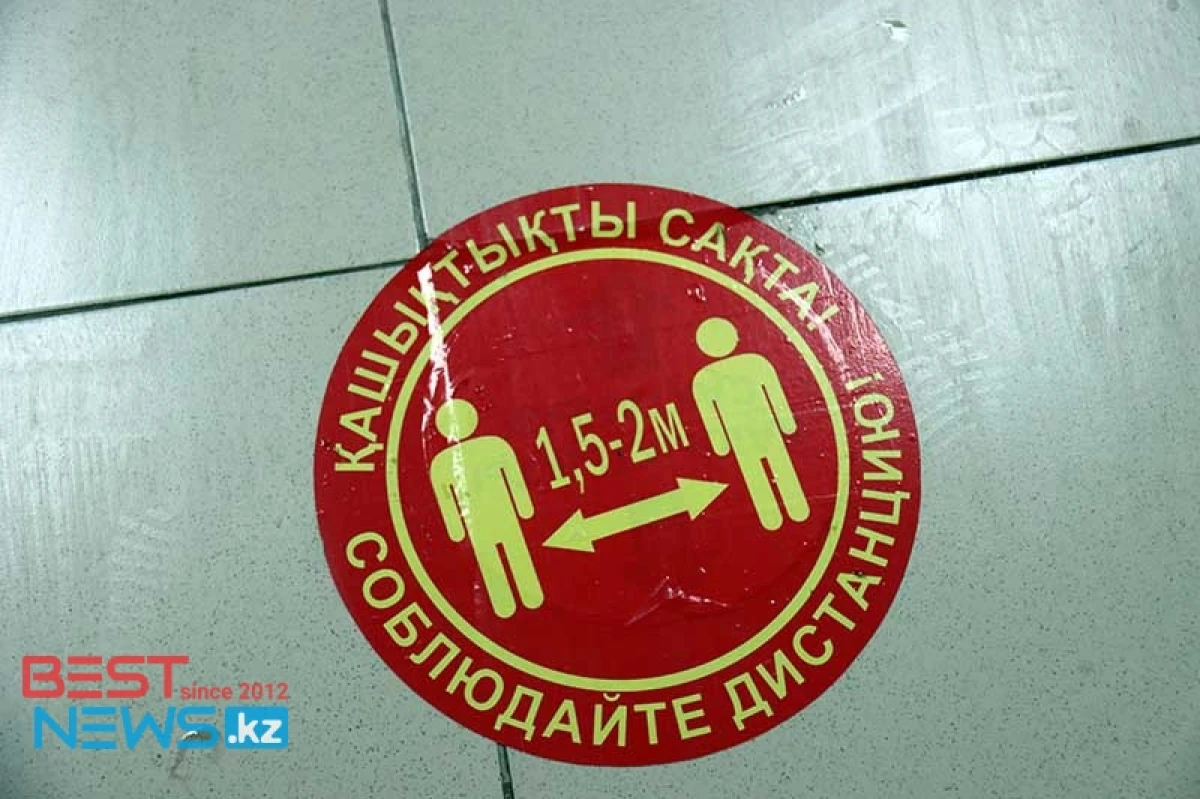 ҚАШЫҚТЫҚТЫ САҚТА!
1,5-2м
СОБЛЮДАЙТЕ ДИСТАНЦИЮ!
BEST
since 2012
NEWS.kz